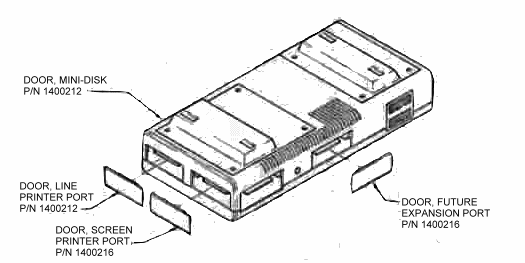 DOOR, MINI-DISK
P/N 1400212
DOOR, LINE
PRINTER PORT
P/N 1400212
DOOR, SCREEN
PRINTER PORT,
P/N 1400216
DOOR, FUTURE
EXPANSION PORT
P/N 1400216